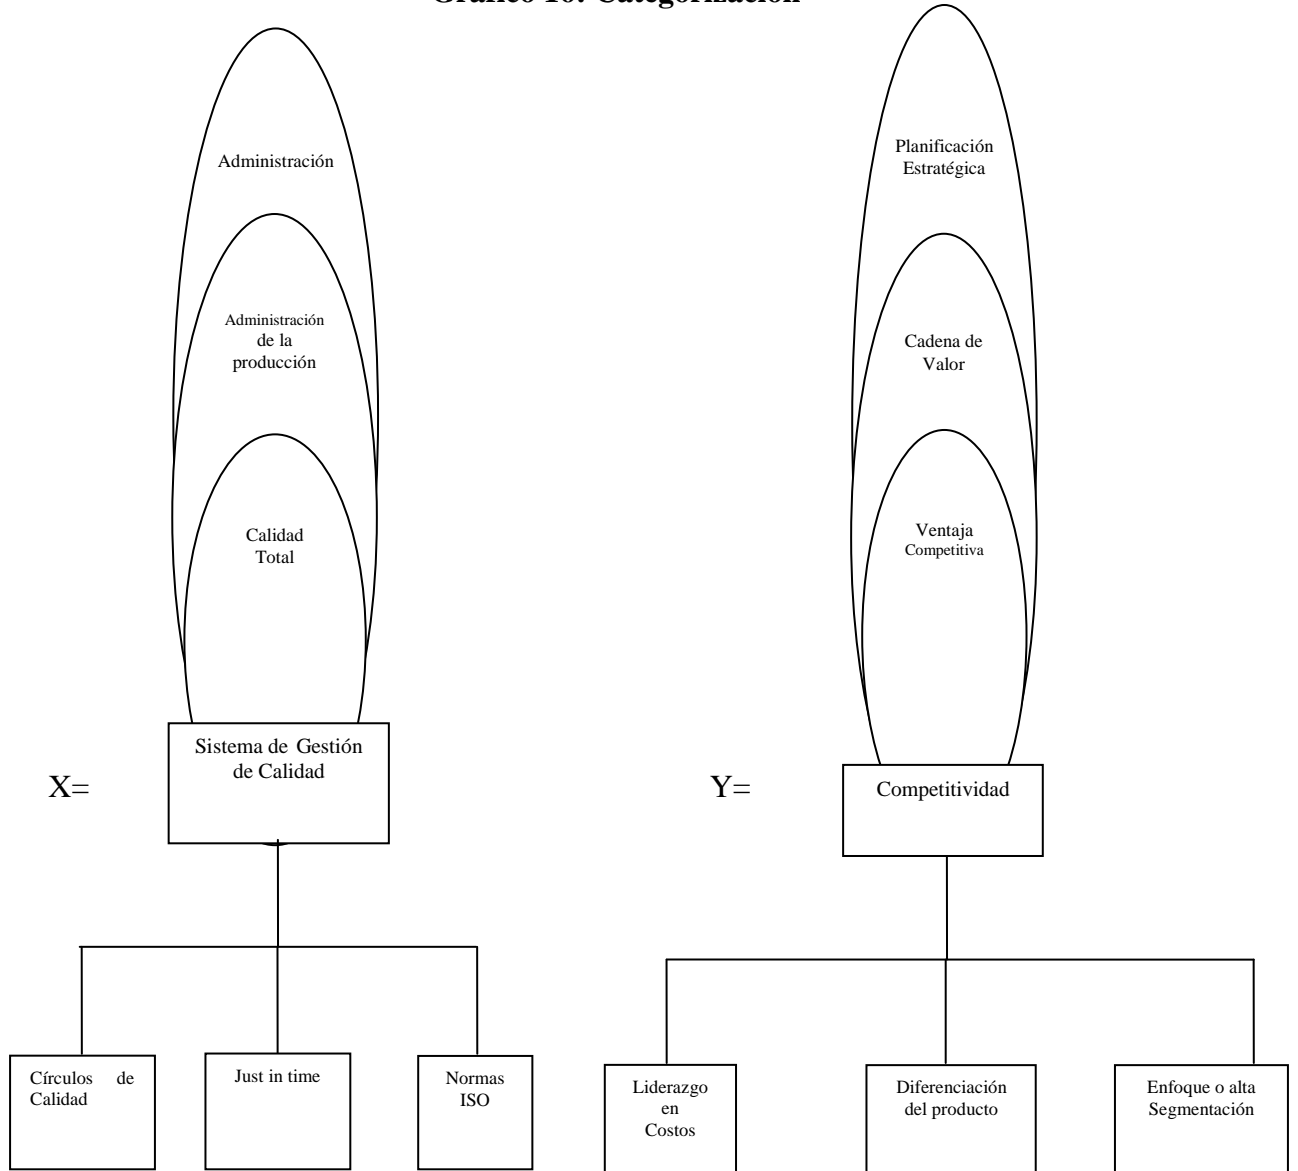 Gráfico 10: Categorización
Administración
Administración
de la
producción
Calidad
Total
Sistema de Gestión
de Calidad
X=
Círculos de
Calidad
Just in time
Normas
ISO
Planificación
Estratégica
Cadena de
Valor
Ventaja
Competitiva
Y=
Competitividad
Liderazgo
en
Costos
Diferenciación
del producto
Enfoque o alta
Segmentación